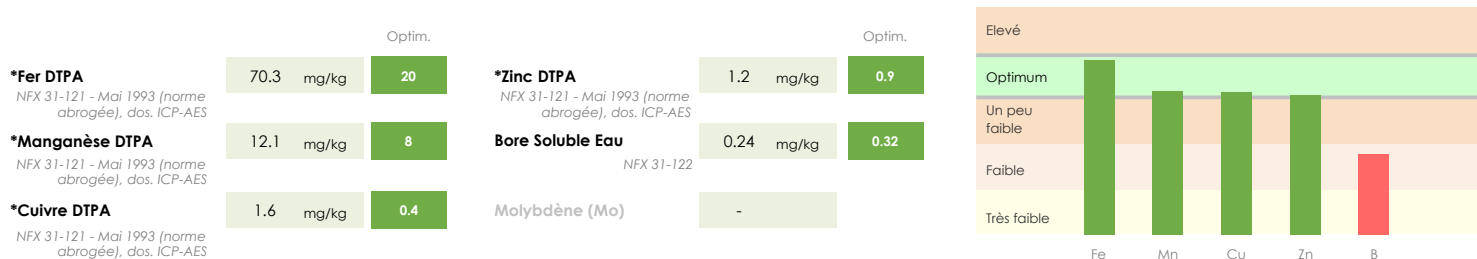 Optim.
*Fer DTPA 70.3 mg/kg 20
NFX 31-121 - Mai 1993 (norme
abrogée), dos. ICP-AES
*Manganèse DTPA 12.1 mg/kg 8
NFX 31-121 - Mai 1993 (norme
abrogée), dos. ICP-AES
*Cuivre DTPA 1.6 mg/kg 0.4
NFX 31-121 - Mai 1993 (norme
abrogée), dos. ICP-AES
Optim.
*Zinc DTPA 1.2 mg/kg 0.9
NFX 31-121 - Mai 1993 (norme
abrogée), dos. ICP-AES
Bore Soluble Eau 0.24 mg/kg 0.32
NFX 31-122
Molybdène (Mo) -
Elevé
Optimum
Un peu
faible
Faible
Très faible
Fe Mn Cu Zn B